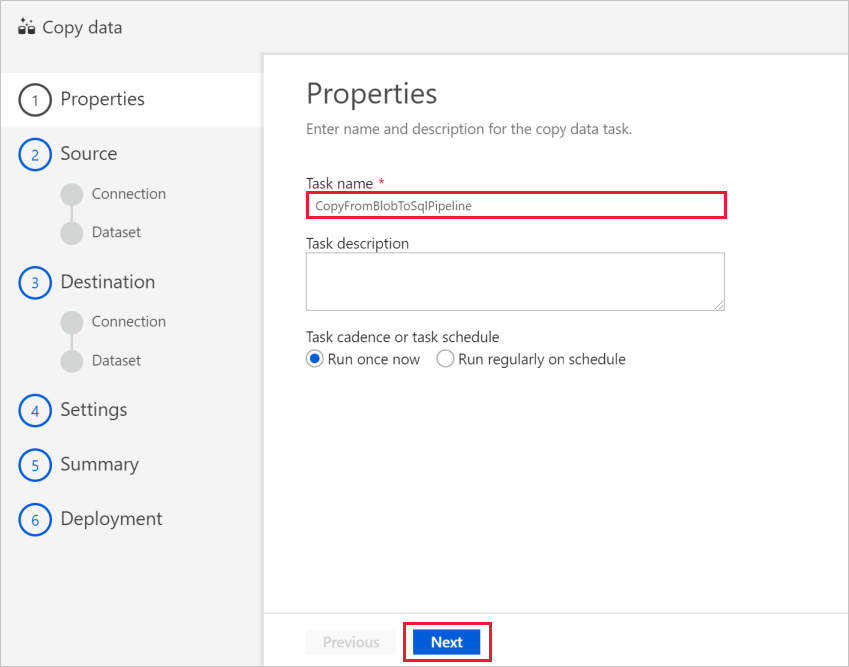 Copy data
1 Properties
2 Source
Connection
Dataset
3 Destination
Connection
Dataset
4 Settings
5 Summary
6 Deployment
Properties
Enter name and description for the copy data task.
Task name *
CopyFromBlobToSqlPipeline
Task description
Task cadence or task schedule
Run once now Run regularly on schedule
Previous Next